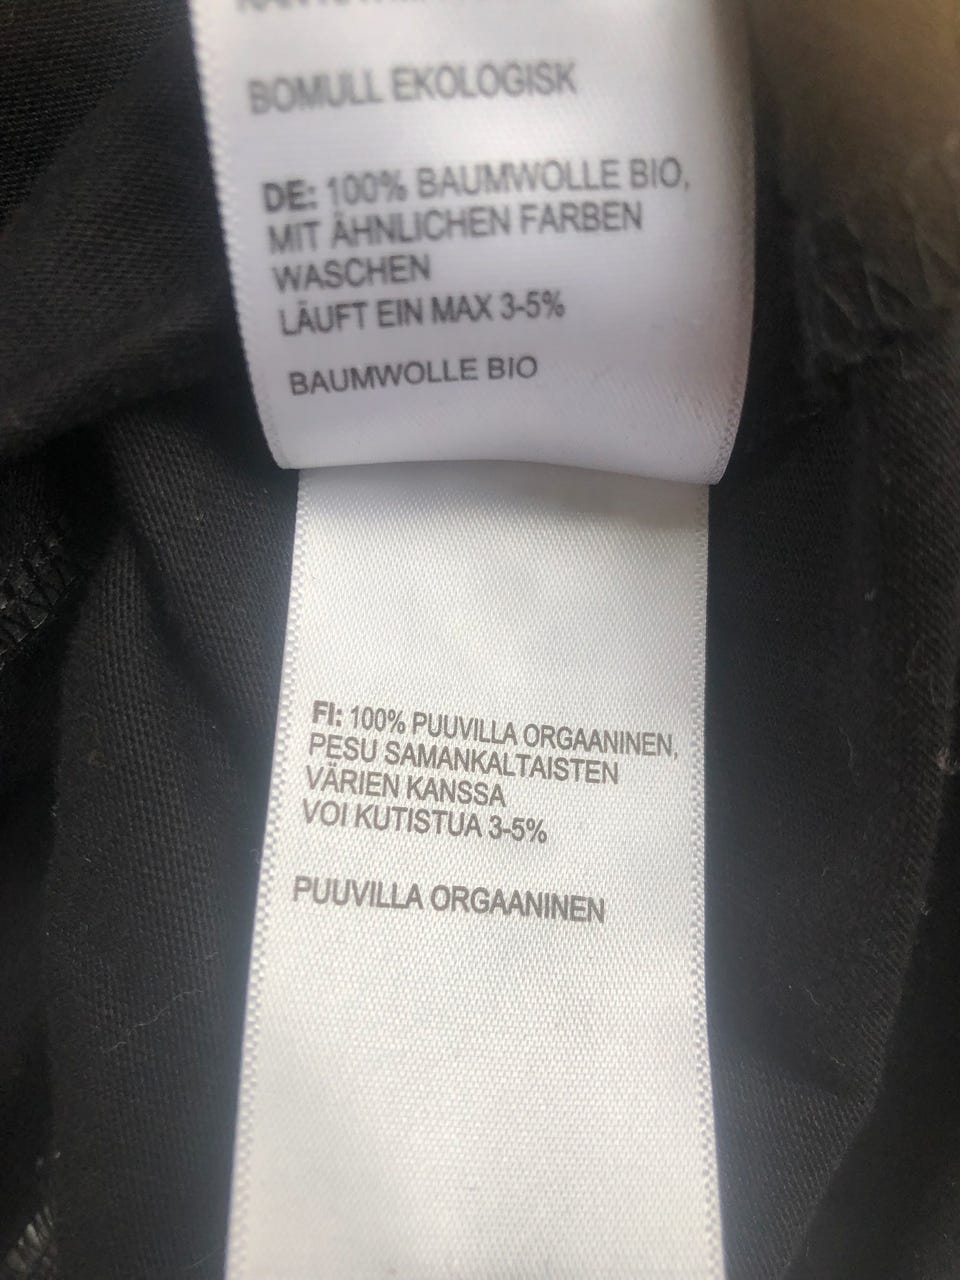 BOMULL EKOLOGISK
DE: 100% BAUMWOLLE BIO,
MIT ÄHNLICHEN FARBEN
WASCHEN
LÄUFT EIN MAX 3-5%
BAUMWOLLE BIO
FI: 100% PUUVILLA ORGAANINEN,
PESU SAMANKALTAISTEN
VÄRIEN KANSSA
VOI KUTISTUA 3-5%
PUUVILLA ORGAANINEN